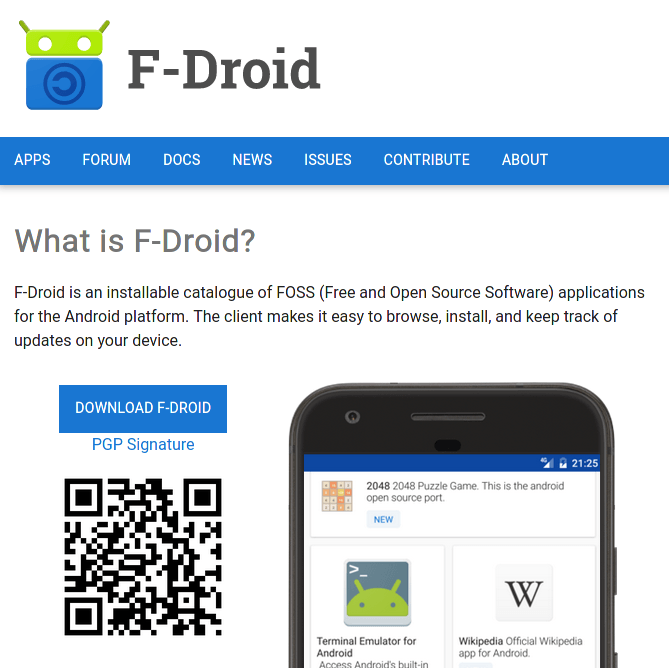 F-Droid
APPS FORUM DOCS NEWS ISSUES CONTRIBUTE ABOUT
What is F-Droid?
F-Droid is an installable catalogue of FOSS (Free and Open Source Software) applications
for the Android platform. The client makes it easy to browse, install, and keep track of
updates on your device.
DOWNLOAD F-DROID
PGP Signature
4G 21:25
2048 2048 Puzzle Game. This is the android
open source port.
NEW
>_
Terminal Emulator for
Android
Access Android's built-in
W
Wikipedia Official Wikipedia
app for Android.